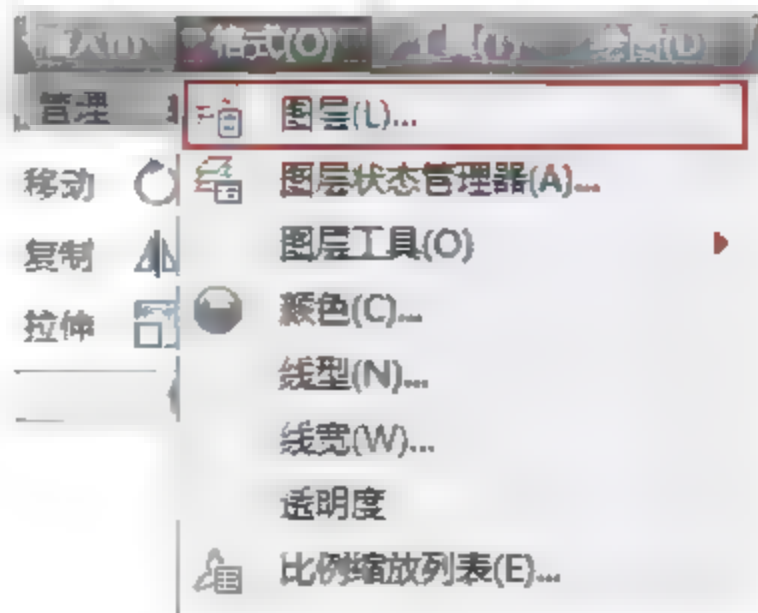 格式(O)
管理
图层(L)...
移动
图层状态管理器(A)...
复制
图层工具(O)
颜色(C)...
拉伸
线型(N)...
线宽(W)...
透明度
比例缩放列表(E)...